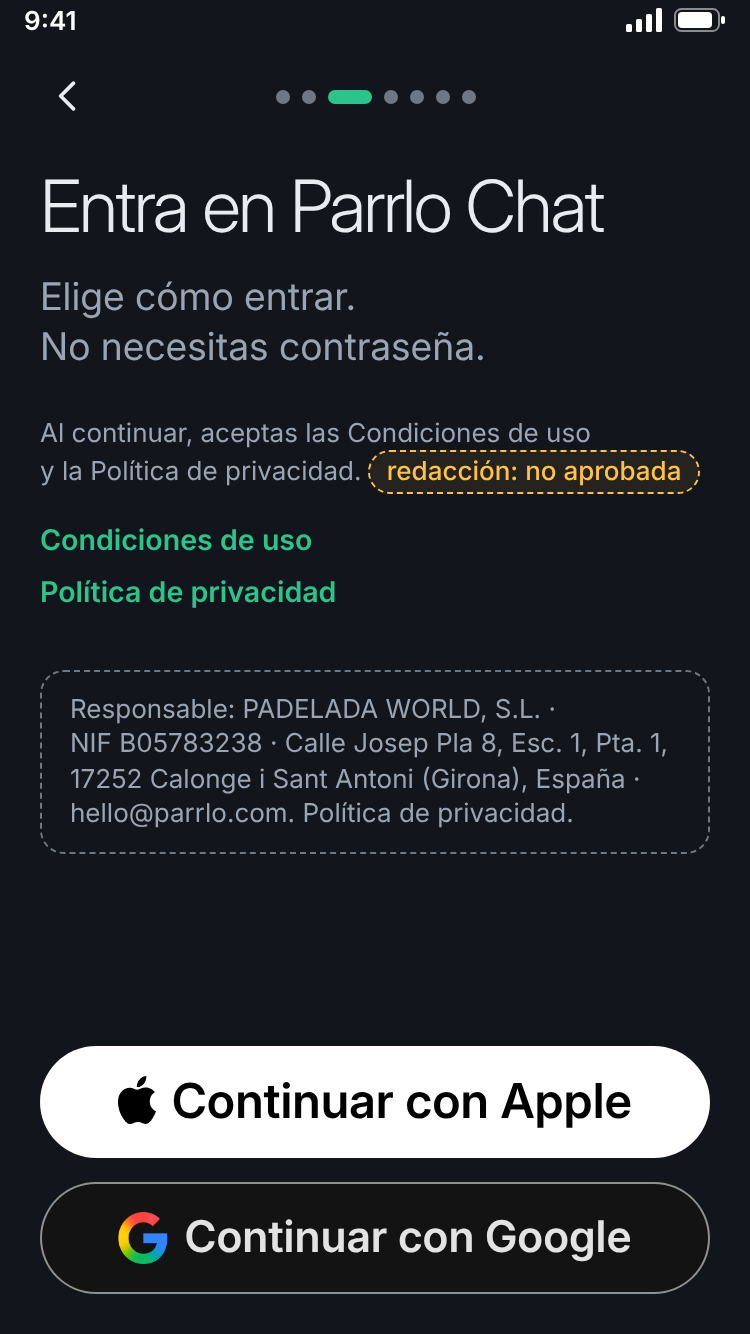 9:41
Entra en Parrlo Chat
Elige cómo entrar.
No necesitas contraseña.
Al continuar, aceptas las Condiciones de uso
y la Política de privacidad. redacción: no aprobada
Condiciones de uso
Política de privacidad
Responsable: PADELADA WORLD, S.L. ·
NIF B05783238 · Calle Josep Pla 8, Esc. 1, Pta. 1,
17252 Calonge i Sant Antoni (Girona), España ·
hello@parrlo.com. Política de privacidad.
Continuar con Apple
Continuar con Google